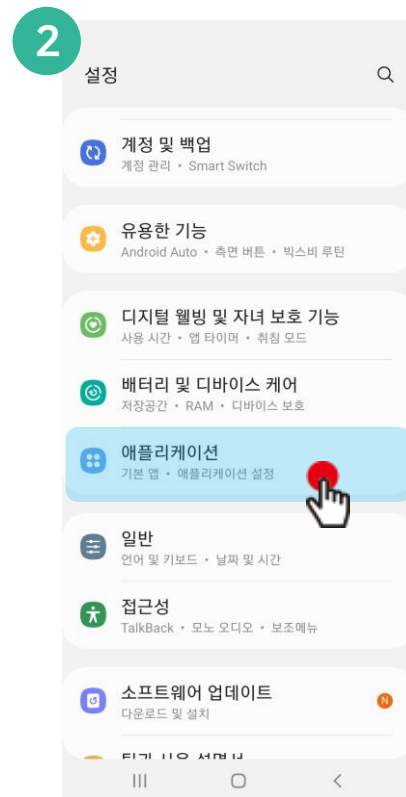 2
설정
계정 및 백업
계정 관리 • Smart Switch
유용한 기능
Android Auto • 측면 버튼 • 빅스비 루틴
디지털 웰빙 및 자녀 보호 기능
사용 시간 • 앱 타이머 • 취침 모드
배터리 및 디바이스 케어
저장공간 • RAM • 디바이스 보호
애플리케이션
기본 앱 • 애플리케이션 설정
일반
언어 및 키보드 • 날짜 및 시간
접근성
TalkBack • 모노 오디오 • 보조메뉴
소프트웨어 업데이트
N
다운로드 및 설치
사용 설명서